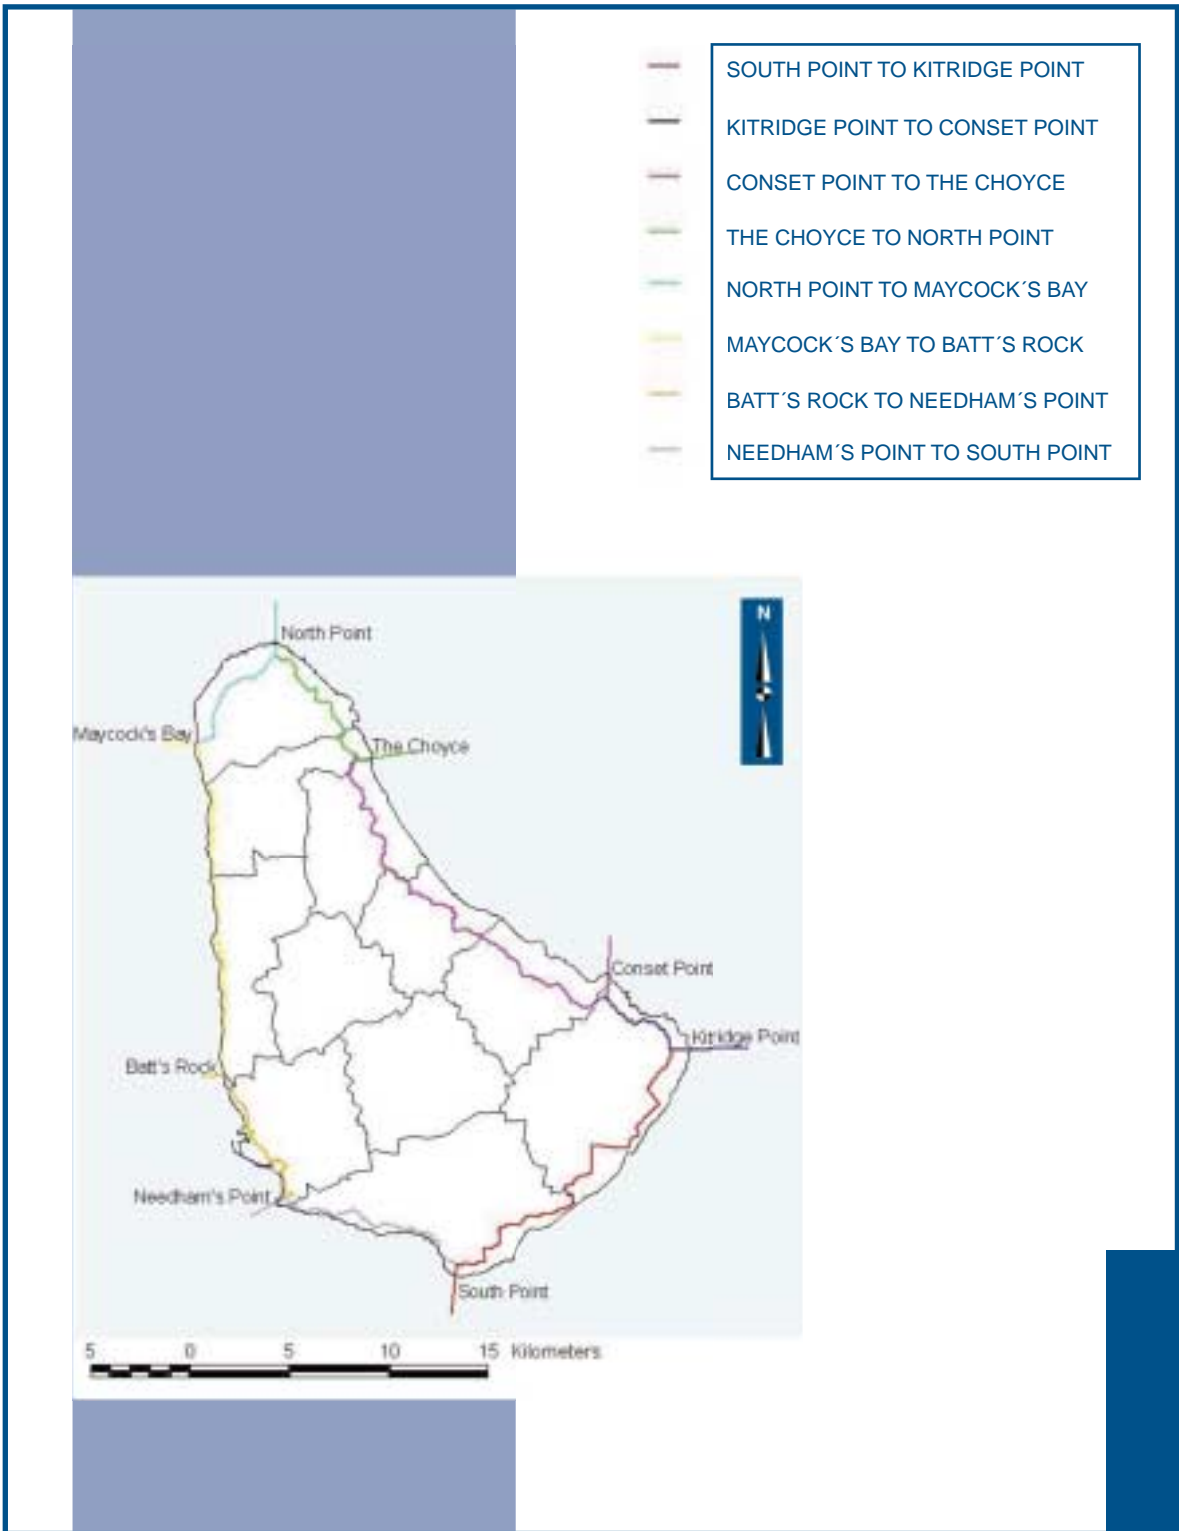 SOUTH POINT TO KITRIDGE POINT
KITRIDGE POINT TO CONSET POINT
CONSET POINT TO THE CHOYCE
THE CHOYCE TO NORTH POINT
NORTH POINT TO MAYCOCK´S BAY
MAYCOCK´S BAY TO BATT´S ROCK
BATT´S ROCK TO NEEDHAM´S POINT
NEEDHAM´S POINT TO SOUTH POINT
N
North Point
Maycock's Bay
The Choyce
Conset Point
Kitridge Point
Batt's Rock
Needham's Point
South Point
5 0 5 10 15 Kilometers